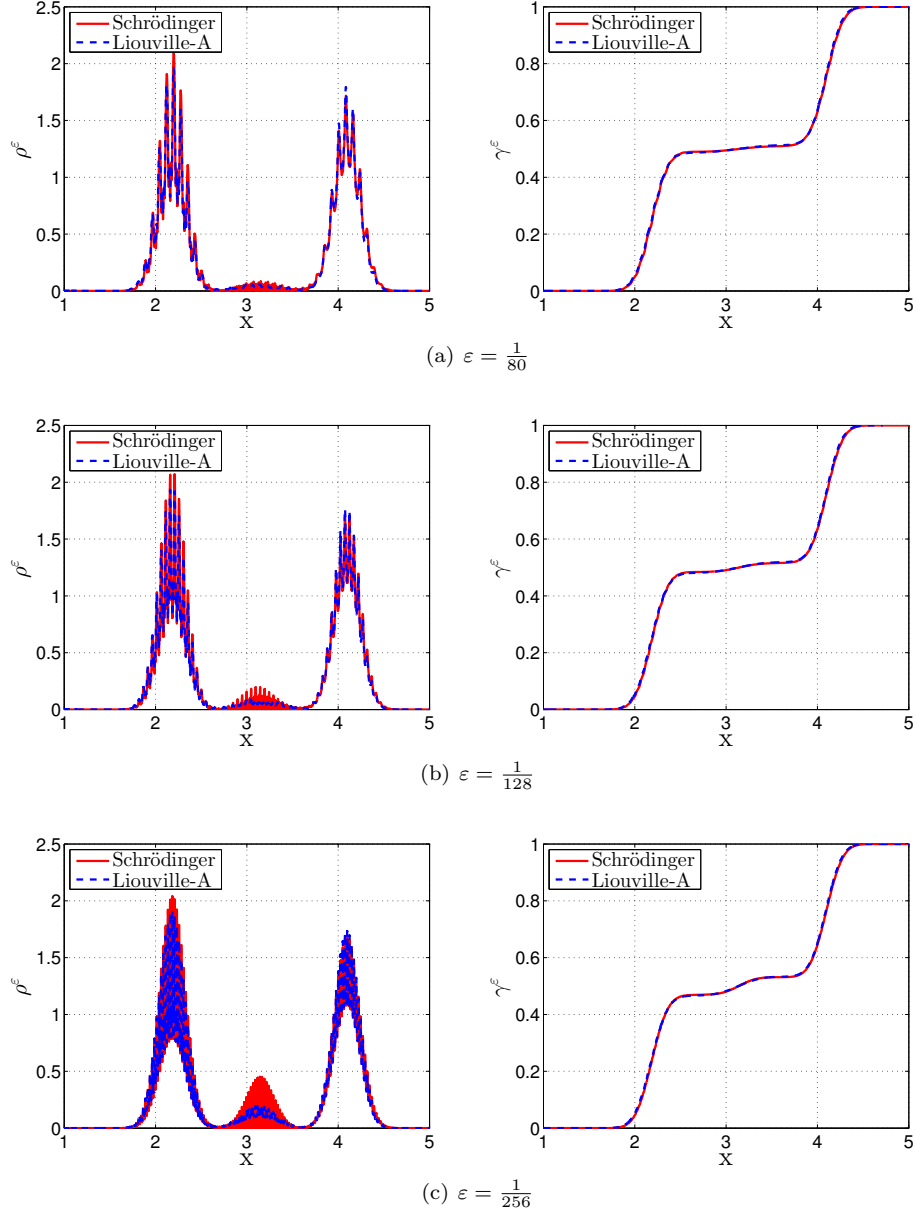 Schrödinger
Liouville-A
2.5
2
1.5
1
0.5
0
ρ^ε
1 2 3 4 5
x
1
0.8
0.6
0.4
0.2
0
γ^ε
1 2 3 4 5
x
(a) ε = 1/80
Schrödinger
Liouville-A
2.5
2
1.5
1
0.5
0
ρ^ε
1 2 3 4 5
x
Schrödinger
Liouville-A
1
0.8
0.6
0.4
0.2
0
γ^ε
1 2 3 4 5
x
(b) ε = 1/128
Schrödinger
Liouville-A
2.5
2
1.5
1
0.5
0
ρ^ε
1 2 3 4 5
x
Schrödinger
Liouville-A
1
0.8
0.6
0.4
0.2
0
γ^ε
1 2 3 4 5
x
(c) ε = 1/256